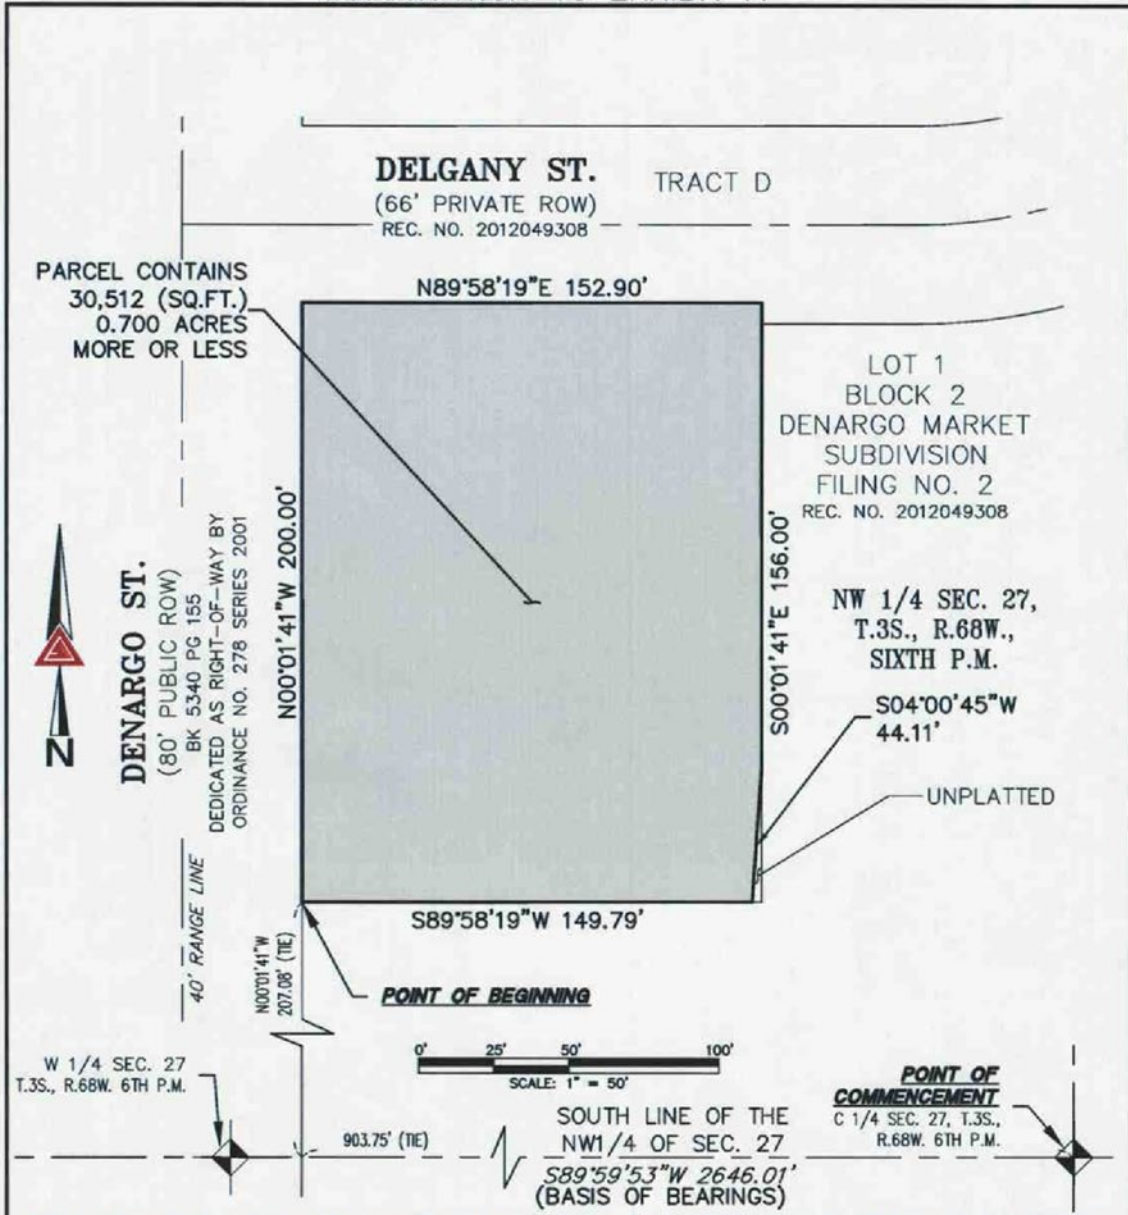 DELGANY ST.
(66' PRIVATE ROW)
REC. NO. 2012049308
TRACT D
PARCEL CONTAINS
30,512 (SQ.FT.)
0.700 ACRES
MORE OR LESS
N89°58'19"E 152.90'
LOT 1
BLOCK 2
DENARGO MARKET
SUBDIVISION
FILING NO. 2
REC. NO. 2012049308
N00°01'41"W 200.00'
S00°01'41"E 156.00'
NW 1/4 SEC. 27,
T.3S., R.68W.,
SIXTH P.M.
S04°00'45"W
44.11'
UNPLATTED
DENARGO ST.
(80' PUBLIC ROW)
BK 5340 PG 155
DEDICATED AS RIGHT-OF-WAY BY
ORDINANCE NO. 278 SERIES 2001
N
40' RANGE LINE
S89°58'19"W 149.79'
N00°01'41"W
207.08' (TIE)
POINT OF BEGINNING
0' 25' 50' 100'
SCALE: 1" = 50'
W 1/4 SEC. 27
T.3S., R.68W. 6TH P.M.
903.75' (TIE)
SOUTH LINE OF THE
NW1/4 OF SEC. 27
S89°59'53"W 2646.01'
(BASIS OF BEARINGS)
POINT OF
COMMENCEMENT
C 1/4 SEC. 27, T.3S.,
R.68W. 6TH P.M.